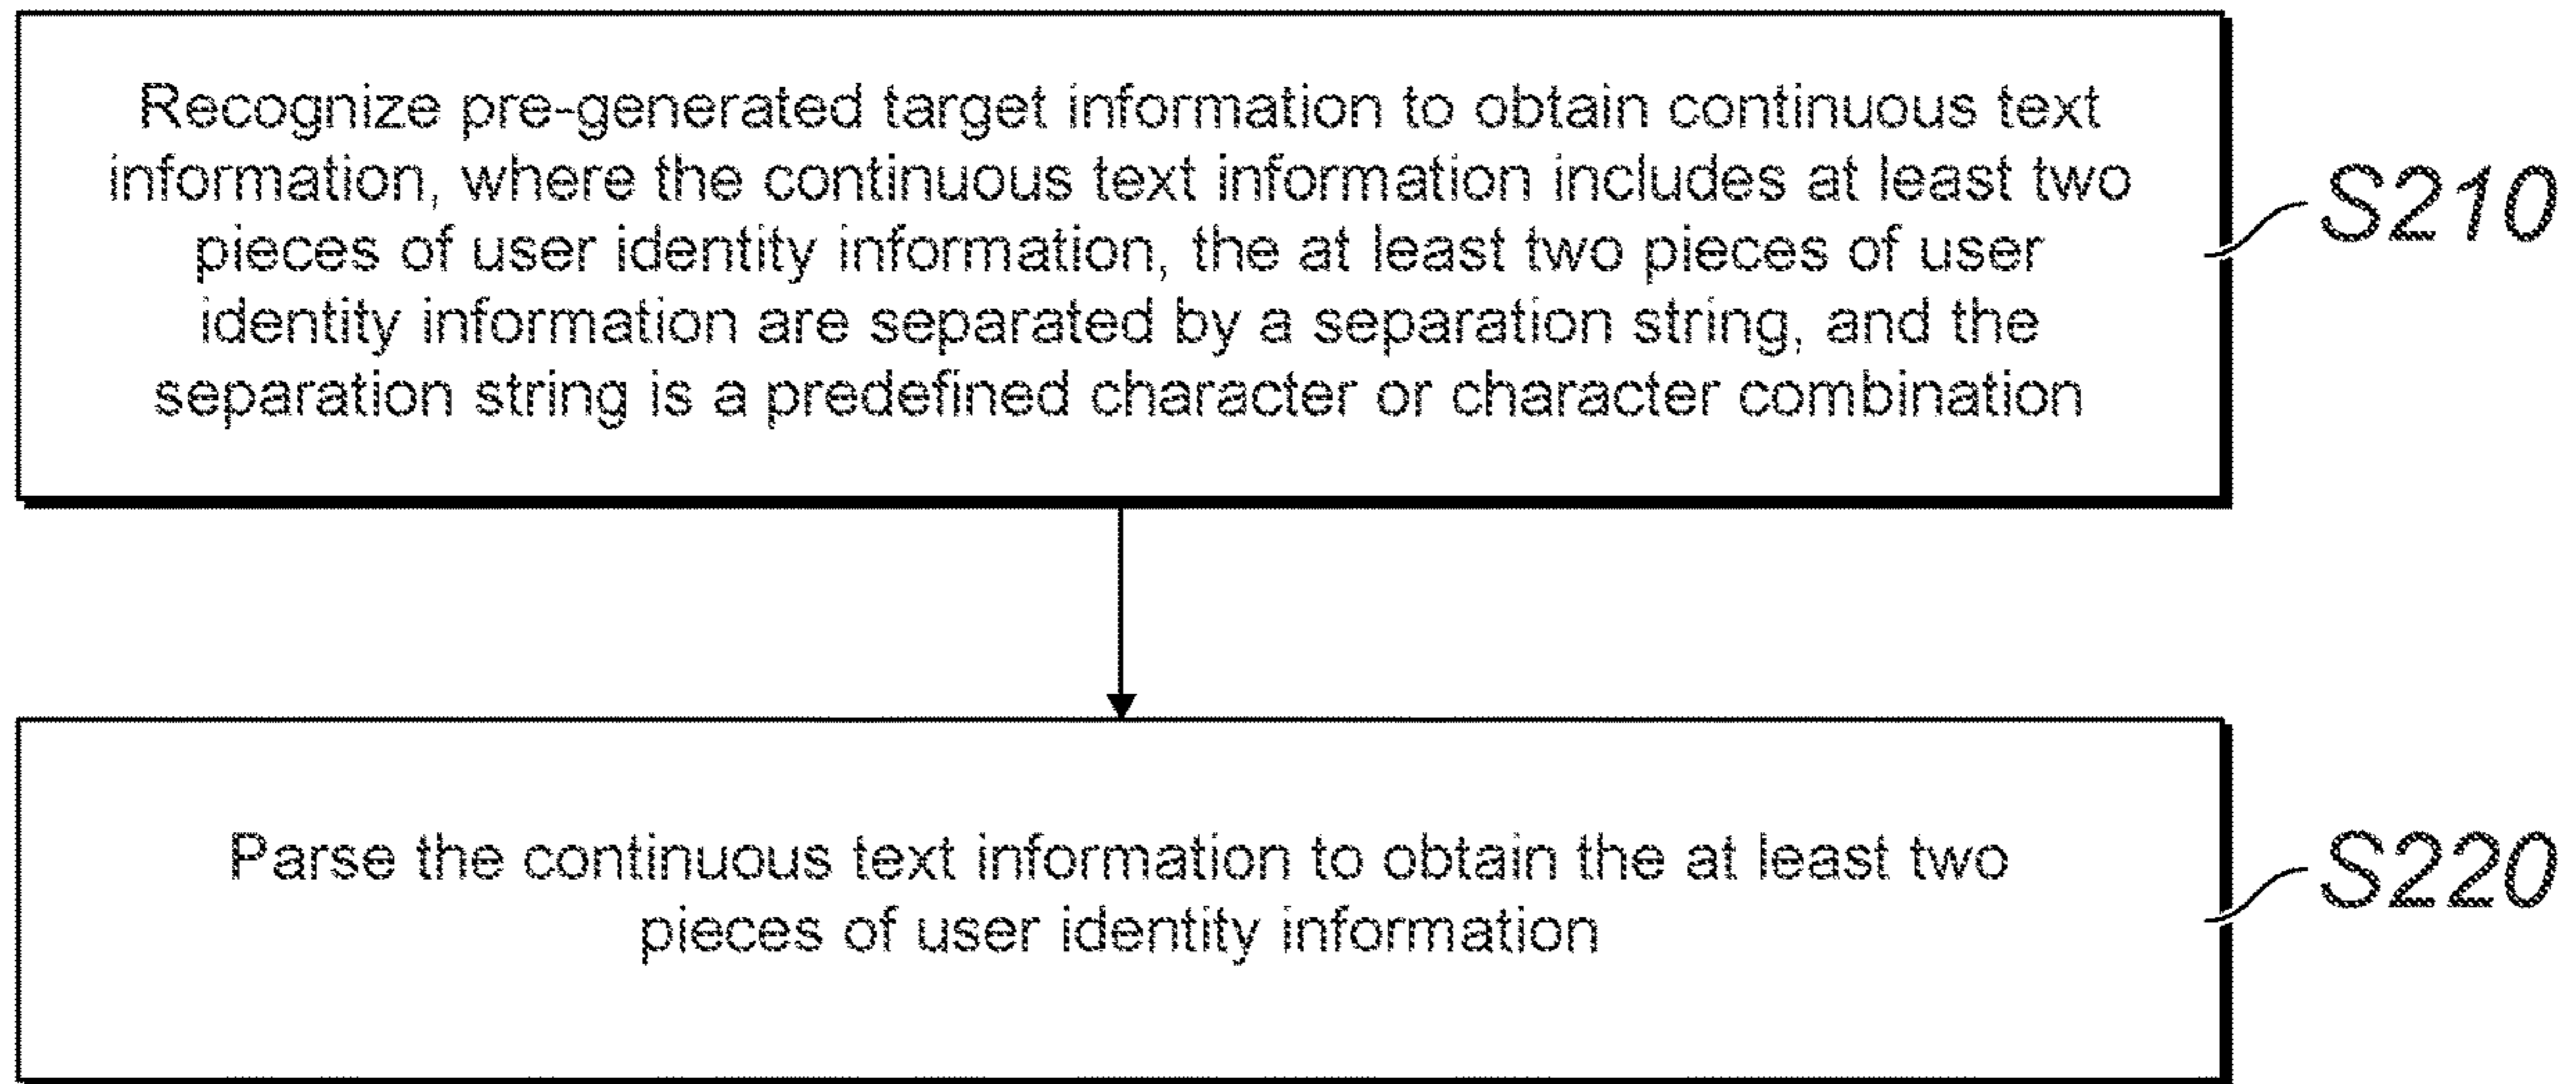 Recognize pre-generated target information to obtain continuous text
information, where the continuous text information includes at least two
pieces of user identity information, the at least two pieces of user
identity information are separated by a separation string, and the
separation string is a predefined character or character combination
S210
Parse the continuous text information to obtain the at least two
pieces of user identity information
S220